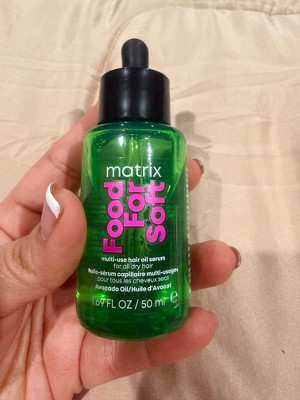 matrix
Food
For
Soft
multi-use hair oil serum
for all dry hair
Huile-sérum capillaire multi-usages
pour tous les cheveux secs
Avocado Oil/Huile d'Avocat
1.69 FL OZ / 50 ml e